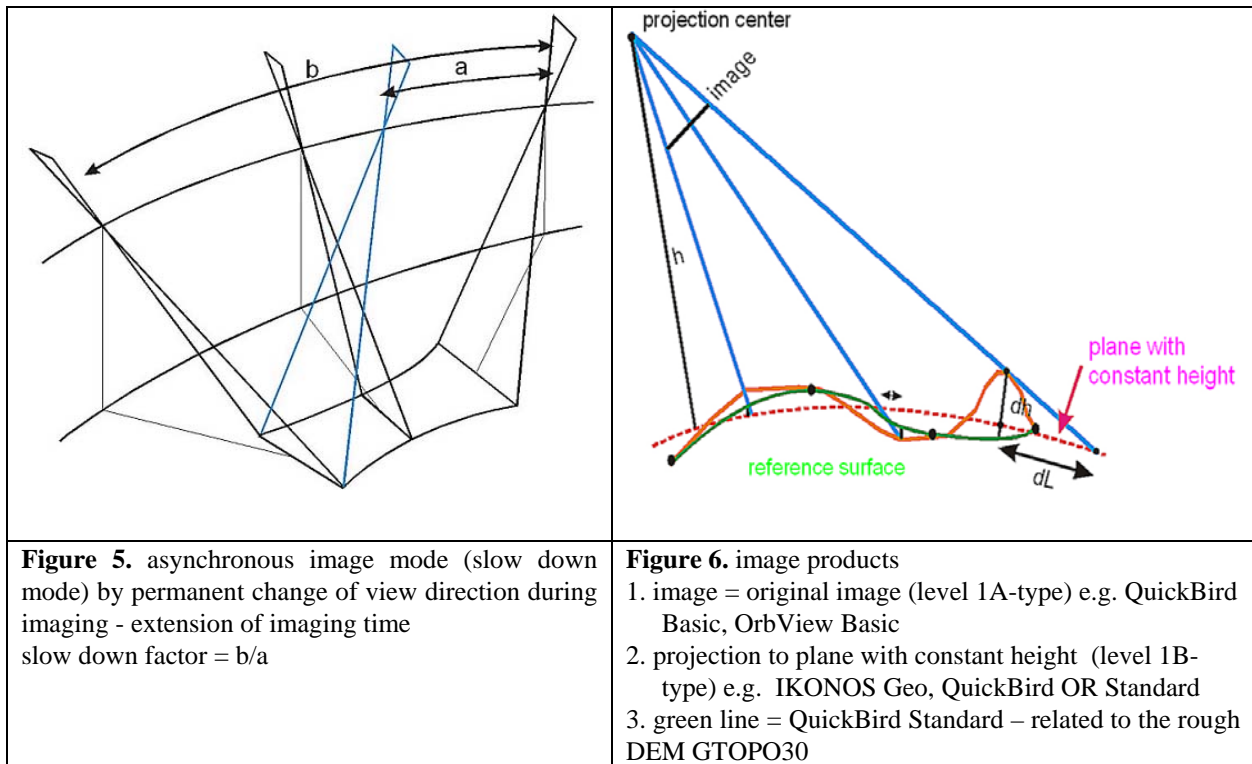 b
a
projection center
image
h
plane with
constant height
dh
reference surface
dL
Figure 5. asynchronous image mode (slow down
mode) by permanent change of view direction during
imaging - extension of imaging time
slow down factor = b/a
Figure 6. image products
1. image = original image (level 1A-type) e.g. QuickBird
Basic, OrbView Basic
2. projection to plane with constant height (level 1B-
type) e.g. IKONOS Geo, QuickBird OR Standard
3. green line = QuickBird Standard – related to the rough
DEM GTOPO30